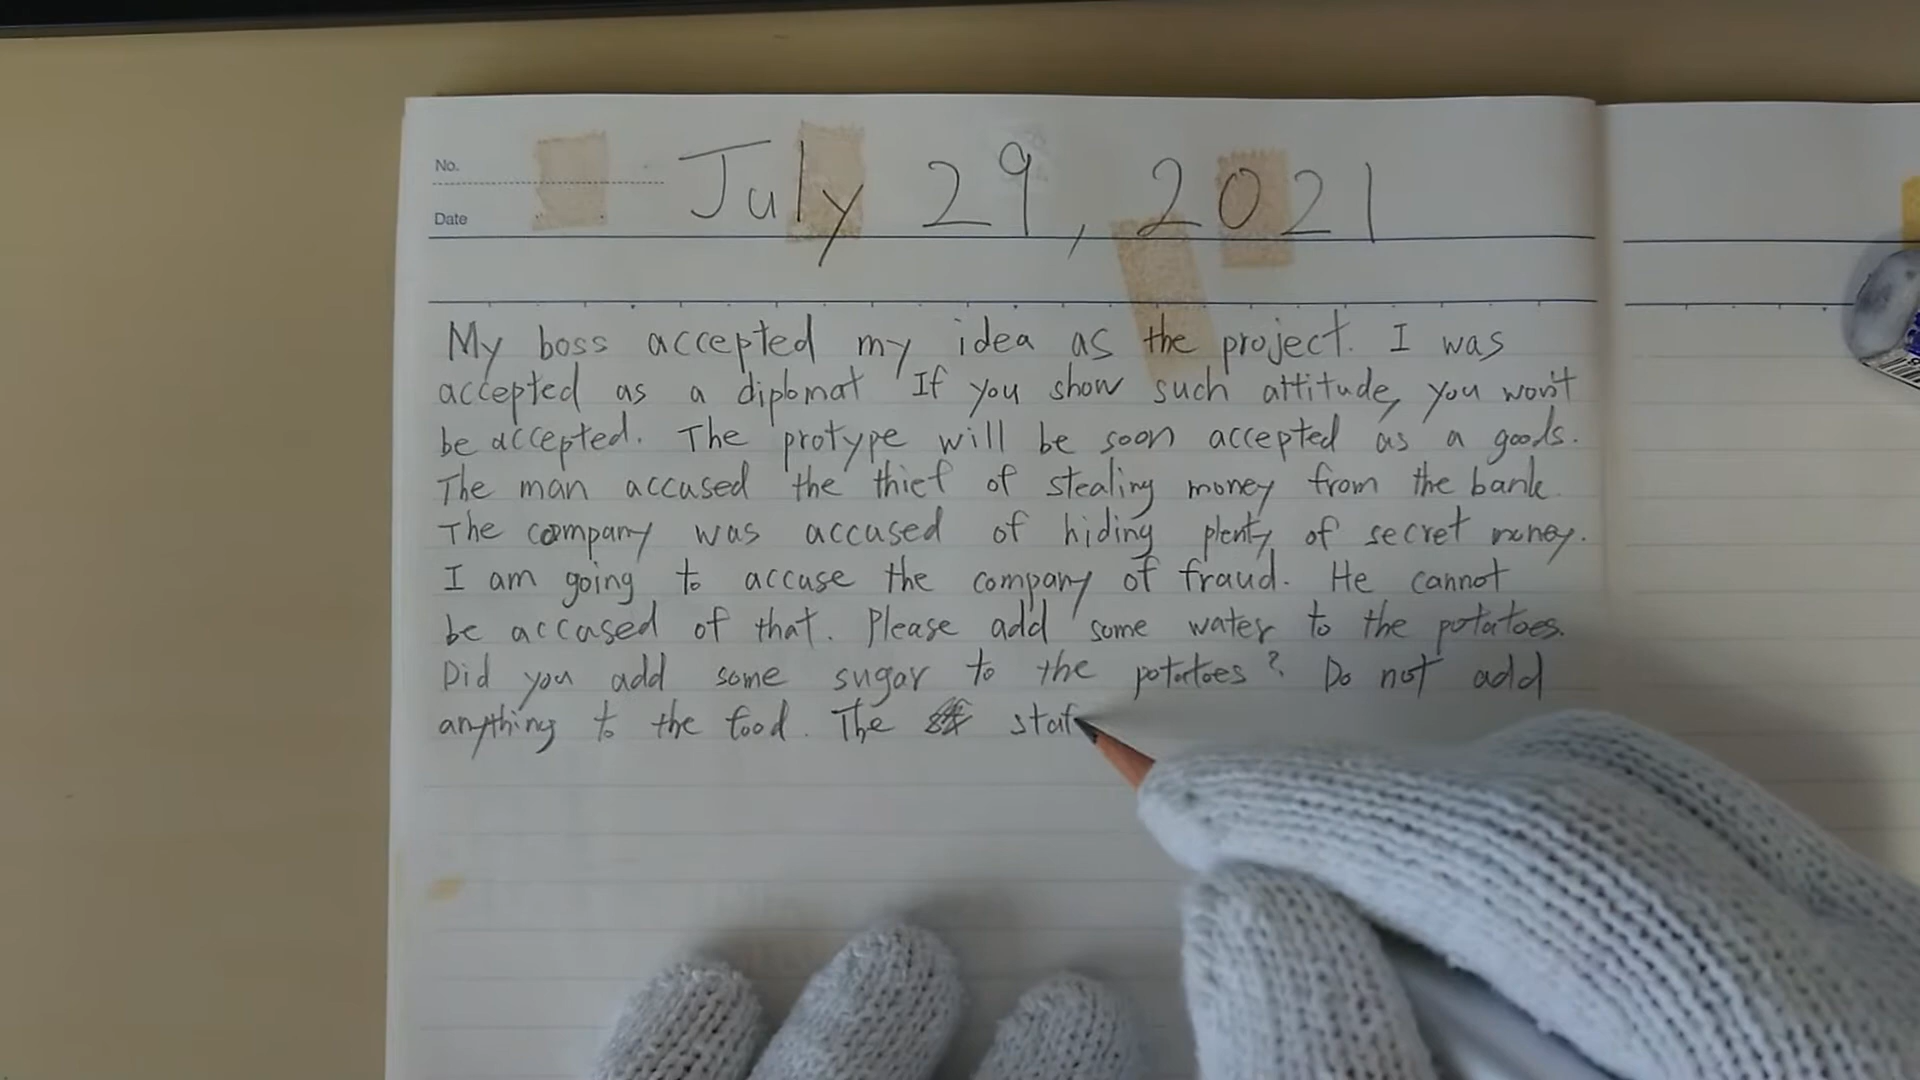 No.
July 29, 2021
Date
My boss accepted my idea as the project. I was
accepted as a diplomat If you show such attitude, you won't
be accepted. The protype will be soon accepted as a goods.
The man accused the thief of stealing money from the bank.
The company was accused of hiding plenty of secret money.
I am going to accuse the company of fraud. He cannot
be accused of that. Please add some water to the potatoes.
Did you add some sugar to the potatoes? Do not add
anything to the food. The staf